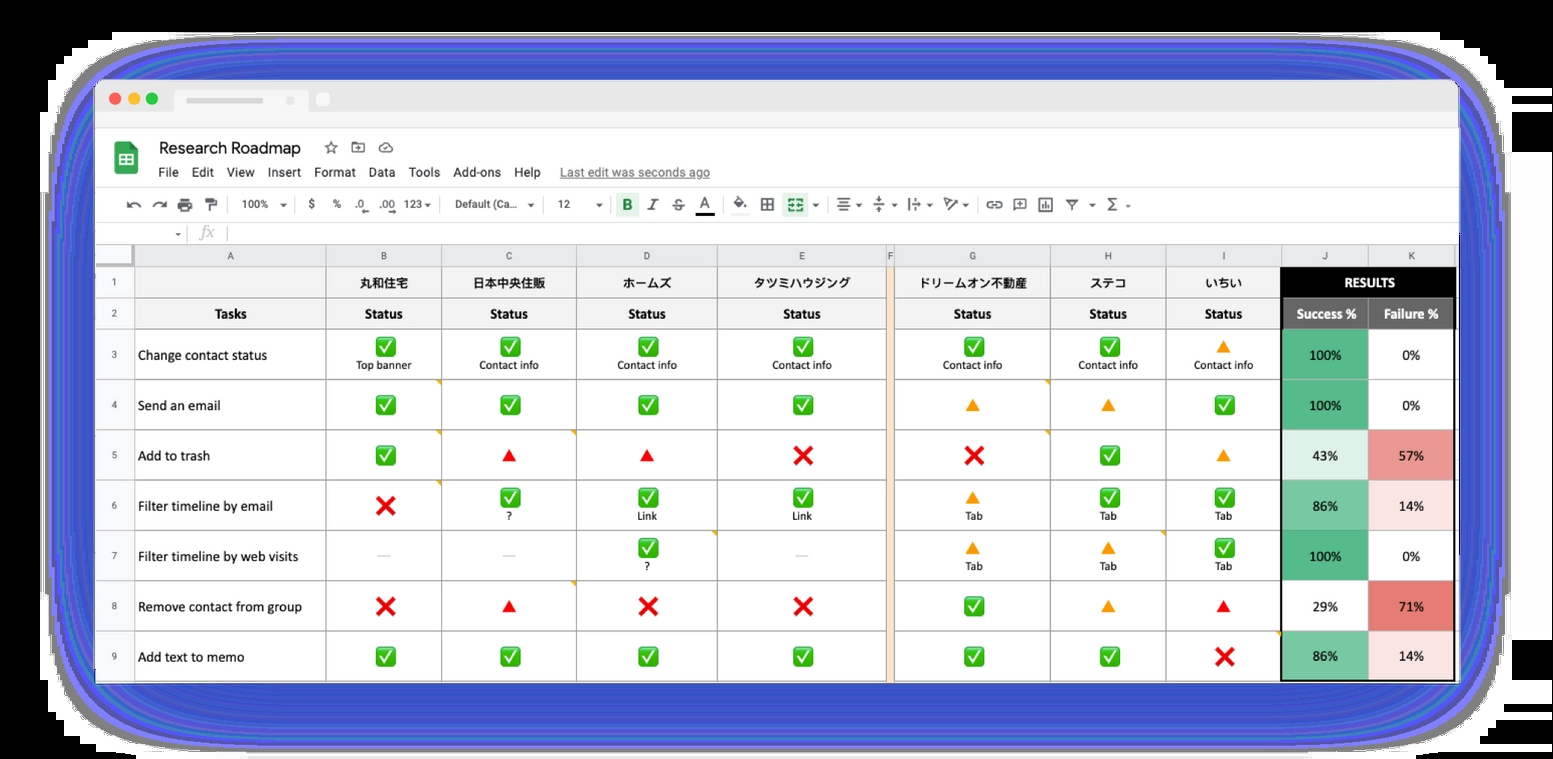 Research Roadmap
File Edit View Insert Format Data Tools Add-ons Help Last edit was seconds ago
100% $ % .0 .00 123 Default (Ca... 12 B I S A Σ
fx
A B C D E F G H I J K
1 丸和住宅 日本中央住販 ホームズ タツミハウジング ドリームオン不動産 ステコ いちい RESULTS
2 Tasks Status Status Status Status Status Status Status Success % Failure %
3 Change contact status ✅ ✅ ✅ ✅ ✅ ✅ 100% 0%
Top banner Contact info Contact info Contact info Contact info Contact info Contact info
4 Send an email 100% 0%
5 Add to trash 43% 57%
6 Filter timeline by email 86% 14%
? Link Link Tab Tab Tab
7 Filter timeline by web visits — — — 100% 0%
? Tab Tab Tab
8 Remove contact from group 29% 71%
9 Add text to memo 86% 14%